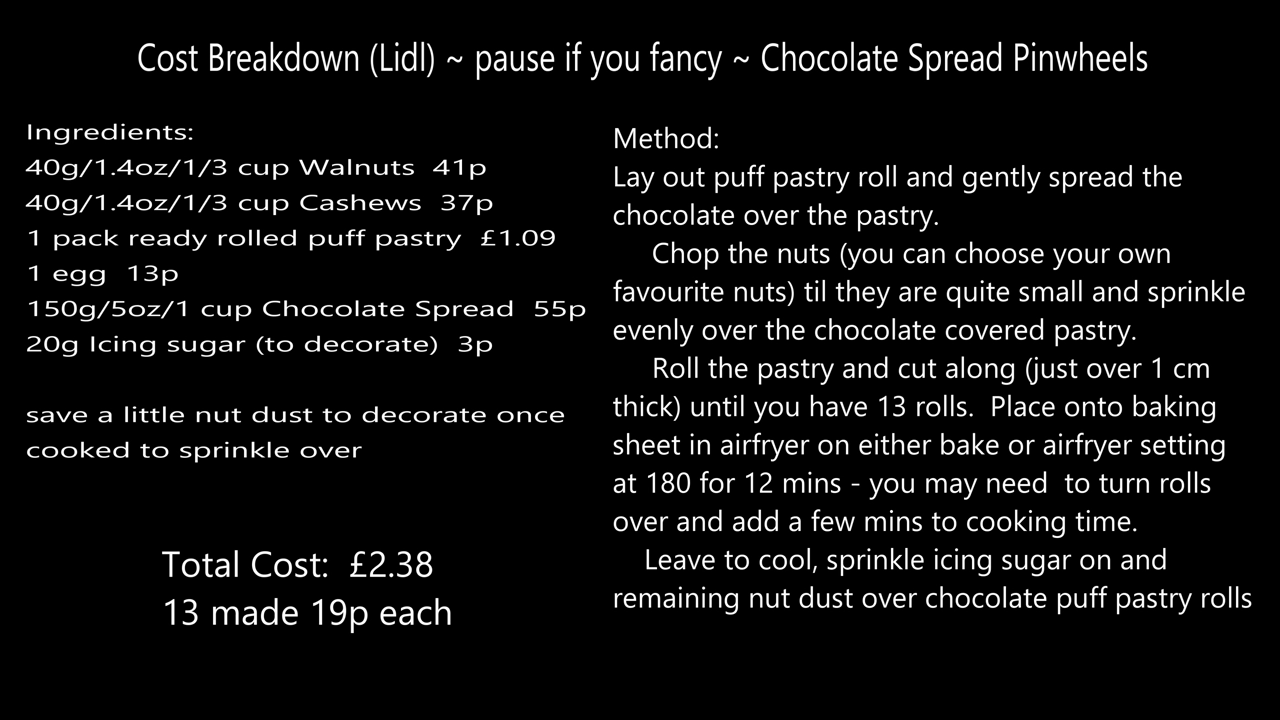 Cost Breakdown (Lidl) ~ pause if you fancy ~ Chocolate Spread Pinwheels
Ingredients:
40g/1.4oz/1/3 cup Walnuts 41p
40g/1.4oz/1/3 cup Cashews 37p
1 pack ready rolled puff pastry £1.09
1 egg 13p
150g/5oz/1 cup Chocolate Spread 55p
20g Icing sugar (to decorate) 3p
save a little nut dust to decorate once
cooked to sprinkle over
Total Cost: £2.38
13 made 19p each
Method:
Lay out puff pastry roll and gently spread the
chocolate over the pastry.
Chop the nuts (you can choose your own
favourite nuts) til they are quite small and sprinkle
evenly over the chocolate covered pastry.
Roll the pastry and cut along (just over 1 cm
thick) until you have 13 rolls. Place onto baking
sheet in airfryer on either bake or airfryer setting
at 180 for 12 mins - you may need to turn rolls
over and add a few mins to cooking time.
Leave to cool, sprinkle icing sugar on and
remaining nut dust over chocolate puff pastry rolls